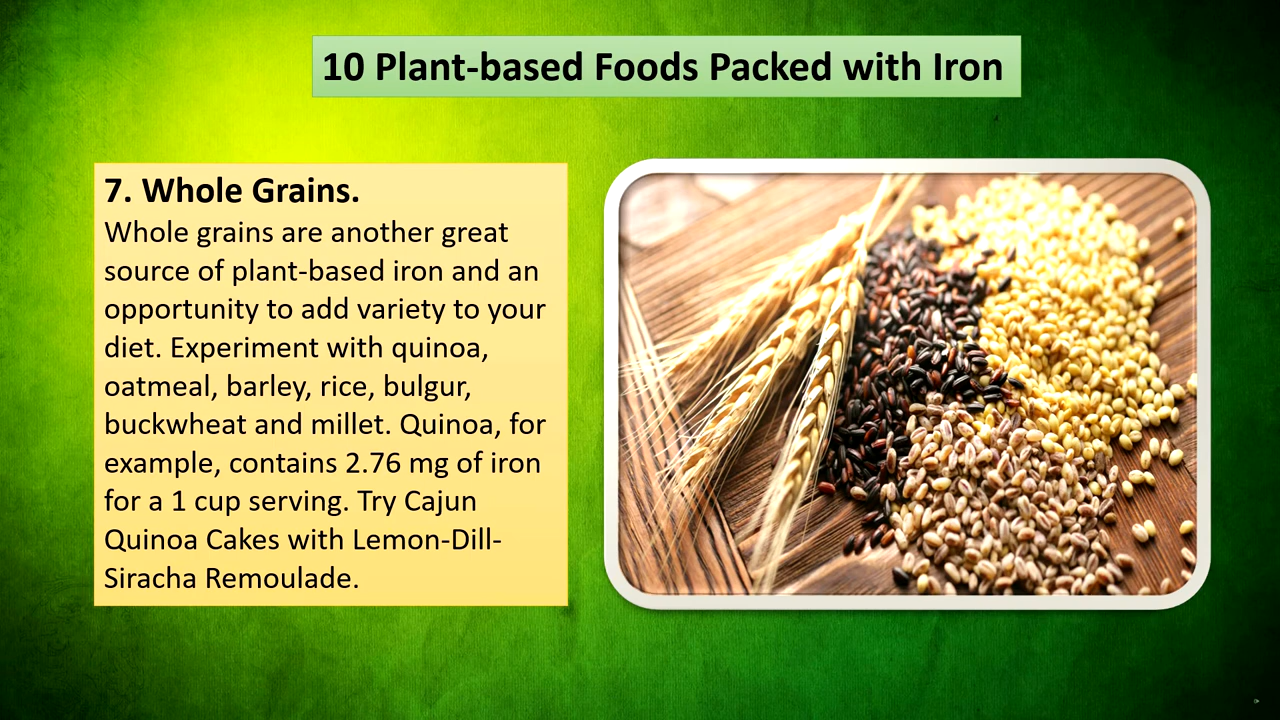 10 Plant-based Foods Packed with Iron
7. Whole Grains.
Whole grains are another great
source of plant-based iron and an
opportunity to add variety to your
diet. Experiment with quinoa,
oatmeal, barley, rice, bulgur,
buckwheat and millet. Quinoa, for
example, contains 2.76 mg of iron
for a 1 cup serving. Try Cajun
Quinoa Cakes with Lemon-Dill-
Siracha Remoulade.